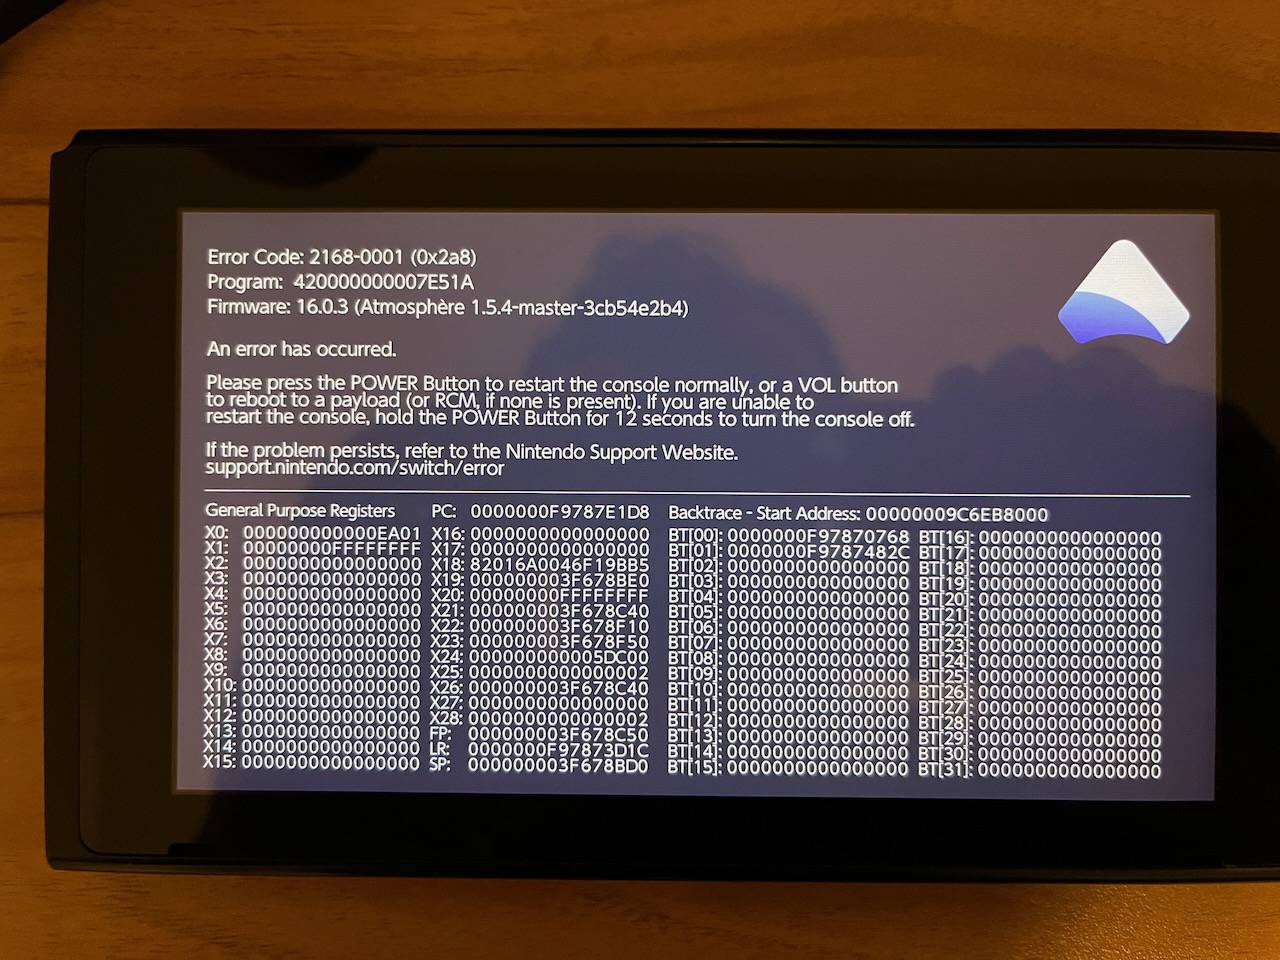 Error Code: 2168-0001 (0x2a8)
Program: 420000000007E51A
Firmware: 16.0.3 (Atmosphère 1.5.4-master-3cb54e2b4)
An error has occurred.
Please press the POWER Button to restart the console normally, or a VOL button
to reboot to a payload (or RCM, if none is present). If you are unable to
restart the console, hold the POWER Button for 12 seconds to turn the console off.
If the problem persists, refer to the Nintendo Support Website.
support.nintendo.com/switch/error
General Purpose Registers PC: 0000000F9787E1D8 Backtrace - Start Address: 00000009C6EB8000
X0: 000000000000EA01 X16: 0000000000000000 BT[00]: 0000000F97870768 BT[16]: 0000000000000000
X1: 00000000FFFFFFFF X17: 0000000000000000 BT[01]: 0000000F9787482C BT[17]: 0000000000000000
X2: 0000000000000000 X18: 82016A0046F19BB5 BT[02]: 0000000000000000 BT[18]: 0000000000000000
X3: 0000000000000000 X19: 000000003F678BE0 BT[03]: 0000000000000000 BT[19]: 0000000000000000
X4: 0000000000000000 X20: 00000000FFFFFFFF BT[04]: 0000000000000000 BT[20]: 0000000000000000
X5: 0000000000000000 X21: 000000003F678C40 BT[05]: 0000000000000000 BT[21]: 0000000000000000
X6: 0000000000000000 X22: 000000003F678F10 BT[06]: 0000000000000000 BT[22]: 0000000000000000
X7: 0000000000000000 X23: 000000003F678F50 BT[07]: 0000000000000000 BT[23]: 0000000000000000
X8: 0000000000000000 X24: 000000000005DC00 BT[08]: 0000000000000000 BT[24]: 0000000000000000
X9: 0000000000000000 X25: 0000000000000002 BT[09]: 0000000000000000 BT[25]: 0000000000000000
X10: 0000000000000000 X26: 000000003F678C40 BT[10]: 0000000000000000 BT[26]: 0000000000000000
X11: 0000000000000000 X27: 0000000000000000 BT[11]: 0000000000000000 BT[27]: 0000000000000000
X12: 0000000000000000 X28: 0000000000000002 BT[12]: 0000000000000000 BT[28]: 0000000000000000
X13: 0000000000000000 FP: 000000003F678C50 BT[13]: 0000000000000000 BT[29]: 0000000000000000
X14: 0000000000000000 LR: 0000000F97873D1C BT[14]: 0000000000000000 BT[30]: 0000000000000000
X15: 0000000000000000 SP: 000000003F678BD0 BT[15]: 0000000000000000 BT[31]: 0000000000000000